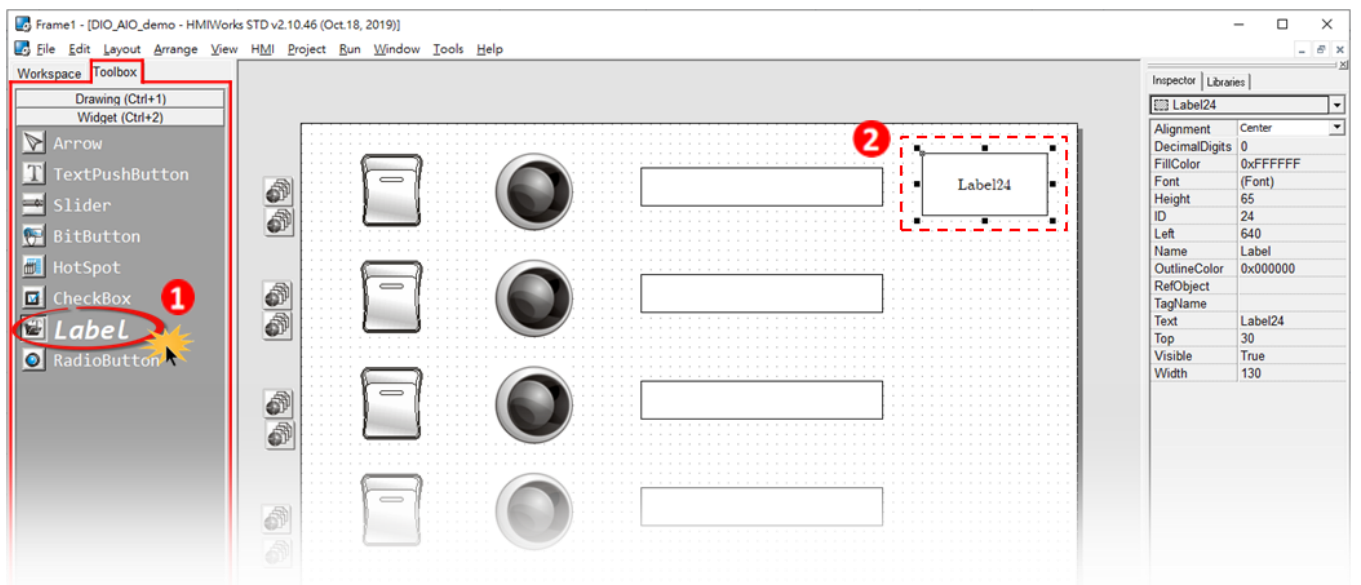 Frame1 - [DIO_AIO_demo - HMIWorks STD v2.10.46 (Oct.18, 2019)]
File Edit Layout Arrange View HMI Project Run Window Tools Help
Workspace Toolbox
Drawing (Ctrl+1)
Widget (Ctrl+2)
Arrow
TextPushButton
Slider
BitButton
HotSpot
CheckBox
1
Label
RadioButton
2
Label24
Inspector Libraries
Label24
Alignment Center
DecimalDigits 0
FillColor 0xFFFFFF
Font (Font)
Height 65
ID 24
Left 640
Name Label
OutlineColor 0x000000
RefObject
TagName
Text Label24
Top 30
Visible True
Width 130